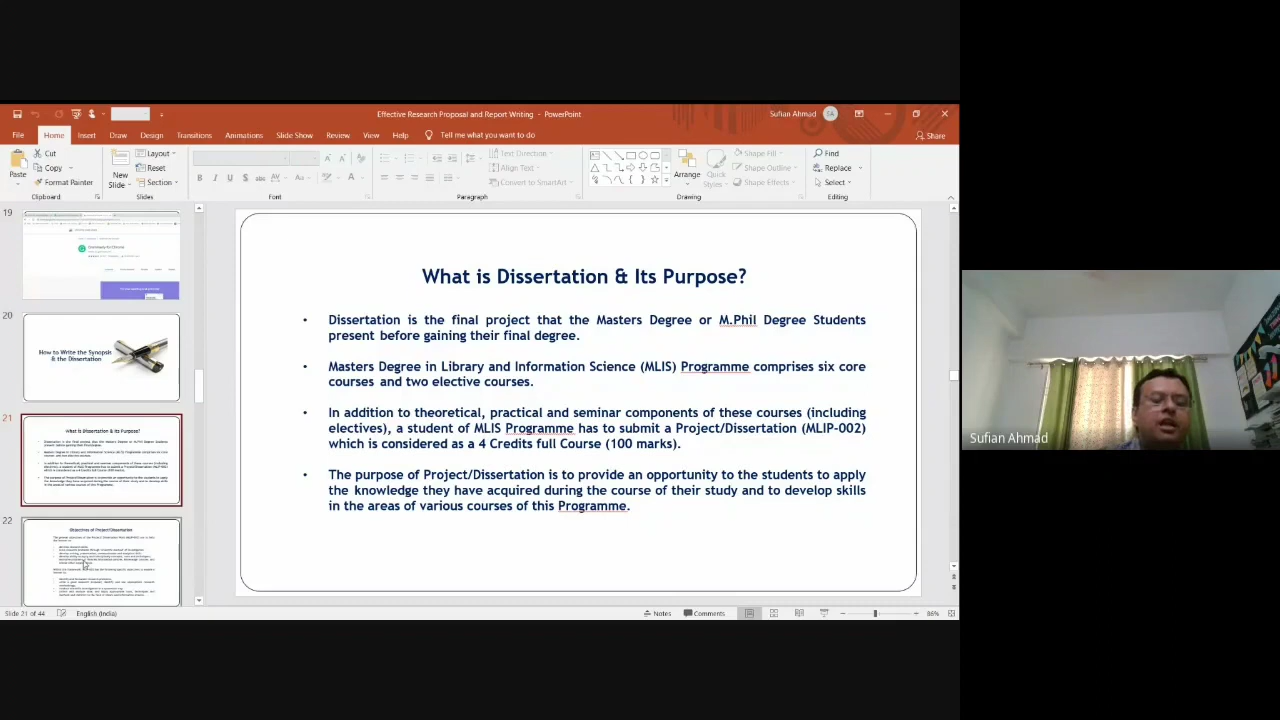 Effective Research Proposal and Report Writing - PowerPoint
Sufian Ahmad
SA
File Home Insert Draw Design Transitions Animations Slide Show Review View Help Tell me what you want to do
Share
Paste
Cut
Copy
Format Painter
Clipboard
New
Slide
Layout
Reset
Section
Slides
Font
Text Direction
Align Text
Convert to SmartArt
Paragraph
Arrange
Quick
Styles
Shape Fill
Shape Outline
Shape Effects
Drawing
Find
Replace
Select
Editing
19
20
How to Write the Synopsis
& the Dissertation
21
What is Dissertation & Its Purpose?
22
Objectives of Project/Dissertation
What is Dissertation & Its Purpose?
• Dissertation is the final project that the Masters Degree or M.Phil Degree Students
present before gaining their final degree.
• Masters Degree in Library and Information Science (MLIS) Programme comprises six core
courses and two elective courses.
• In addition to theoretical, practical and seminar components of these courses (including
electives), a student of MLIS Programme has to submit a Project/Dissertation (MLIP-002)
which is considered as a 4 Credits full Course (100 marks).
• The purpose of Project/Dissertation is to provide an opportunity to the students to apply
the knowledge they have acquired during the course of their study and to develop skills
in the areas of various courses of this Programme.
Slide 21 of 44 English (India)
Notes Comments 86%
Sufian Ahmad